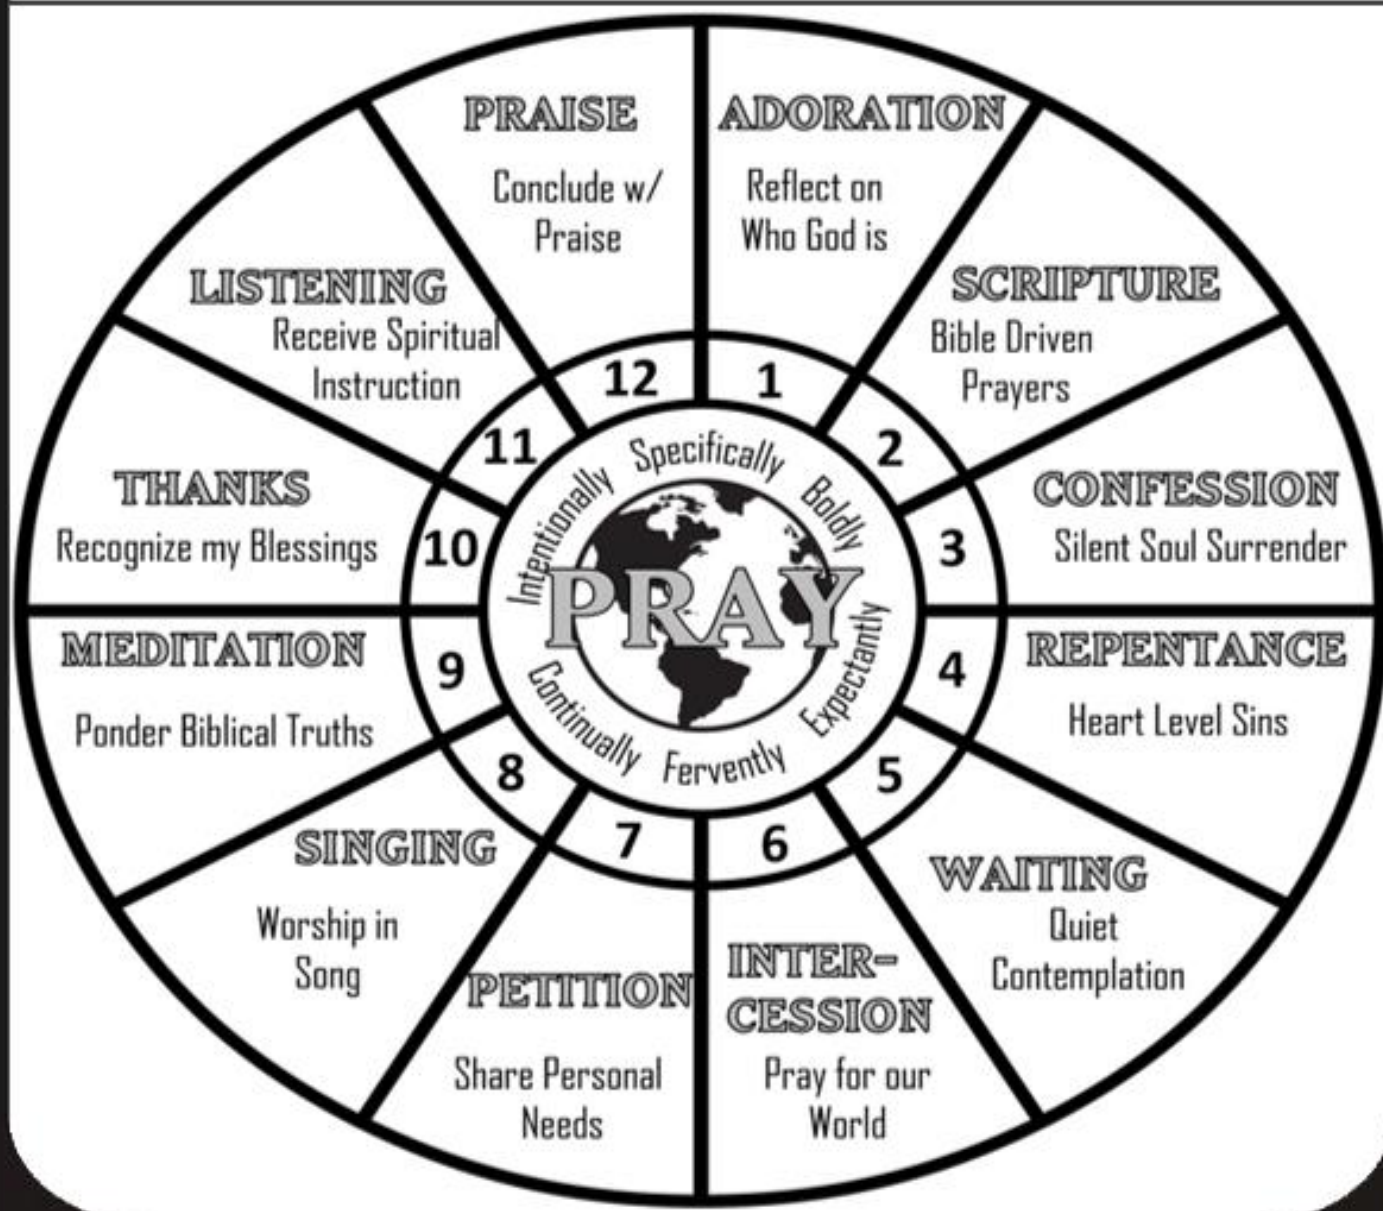 PRAISE
Conclude w/
Praise
ADORATION
Reflect on
Who God is
SCRIPTURE
Bible Driven
Prayers
CONFESSION
Silent Soul Surrender
REPENTANCE
Heart Level Sins
WAITING
Quiet
Contemplation
INTER-
CESSION
Pray for our
World
PETITION
Share Personal
Needs
SINGING
Worship in
Song
MEDITATION
Ponder Biblical Truths
THANKS
Recognize my Blessings
LISTENING
Receive Spiritual
Instruction
12
1
2
3
4
5
6
7
8
9
10
11
Intentionally
Specifically
Boldly
Expectantly
Fervently
Continually
PRAY